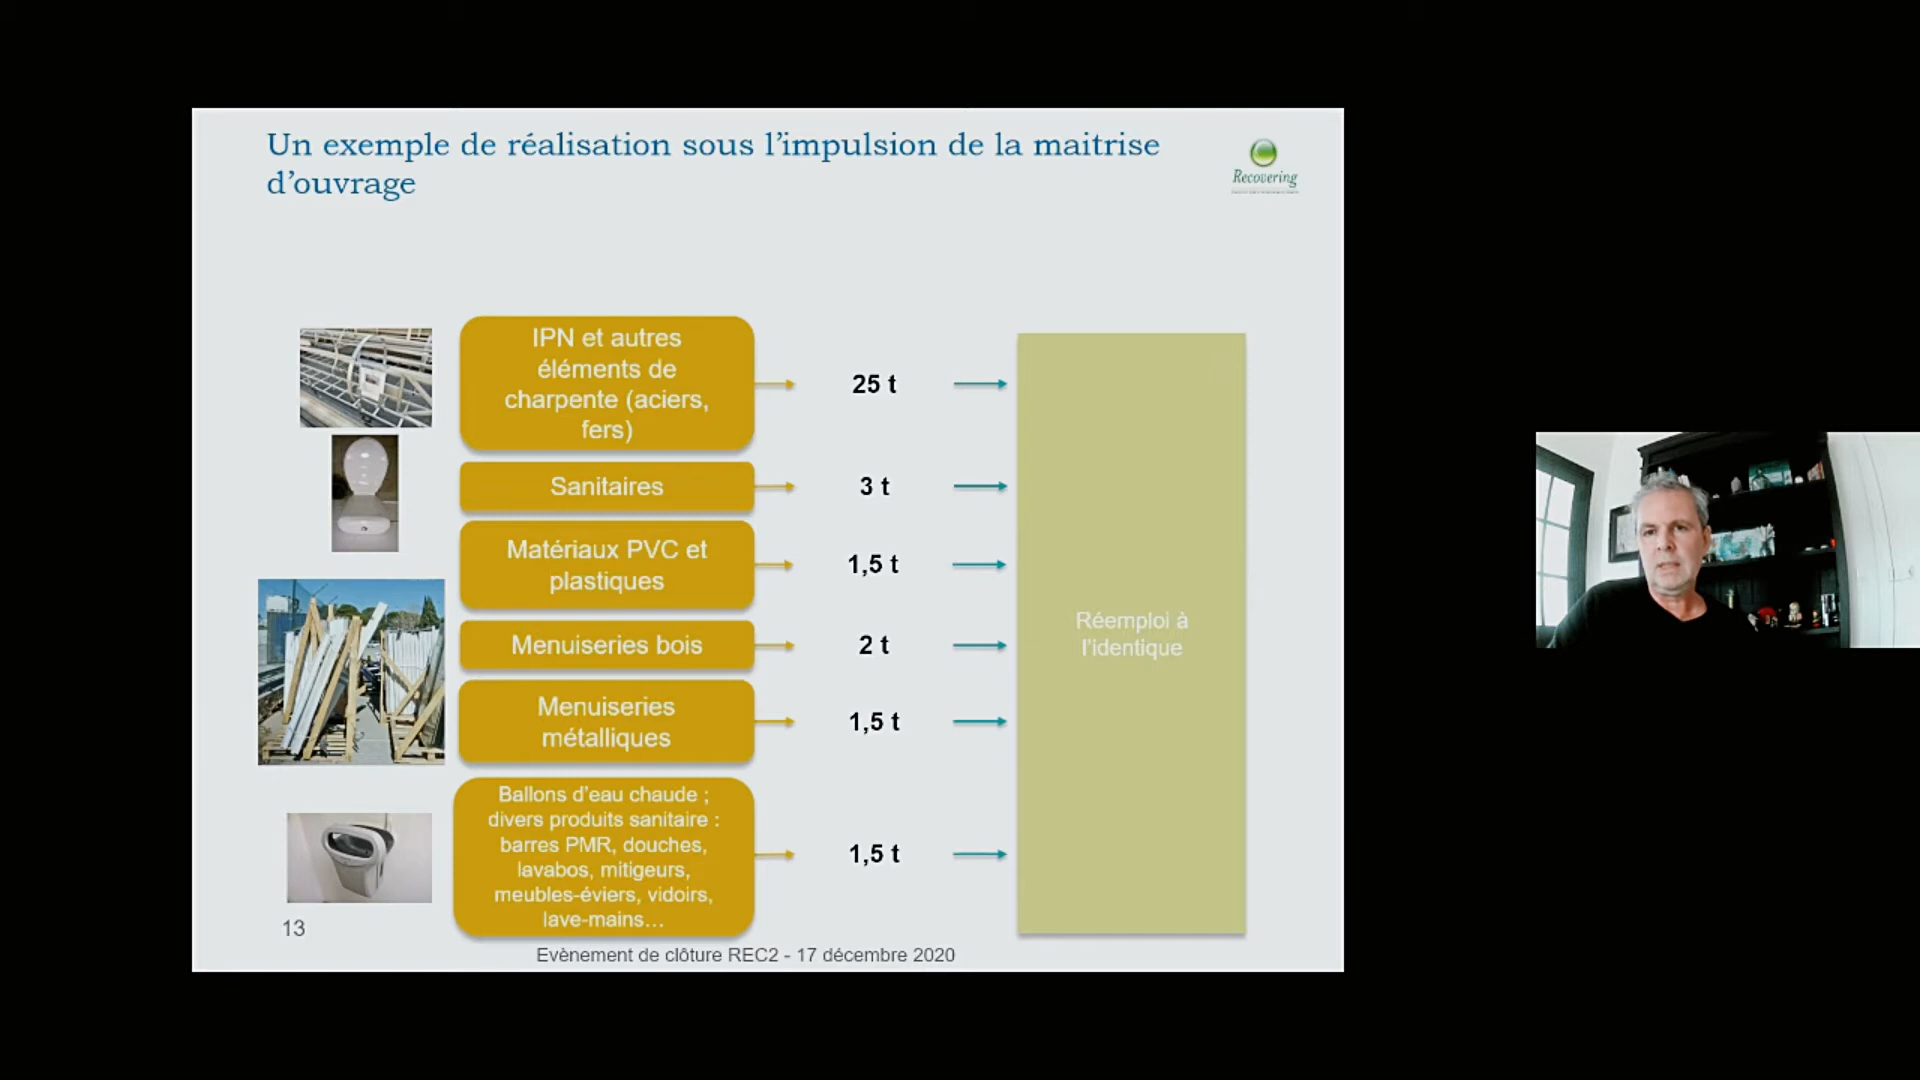 Un exemple de réalisation sous l’impulsion de la maitrise
d’ouvrage
Recovering
IPN et autres
éléments de
charpente (aciers,
fers)
25 t
Sanitaires
3 t
Matériaux PVC et
plastiques
1,5 t
Menuiseries bois
2 t
Menuiseries
métalliques
1,5 t
Ballons d’eau chaude ;
divers produits sanitaire :
barres PMR, douches,
lavabos, mitigeurs,
meubles-éviers, vidoirs,
lave-mains…
1,5 t
Réemploi à
l’identique
13
Evènement de clôture REC2 - 17 décembre 2020